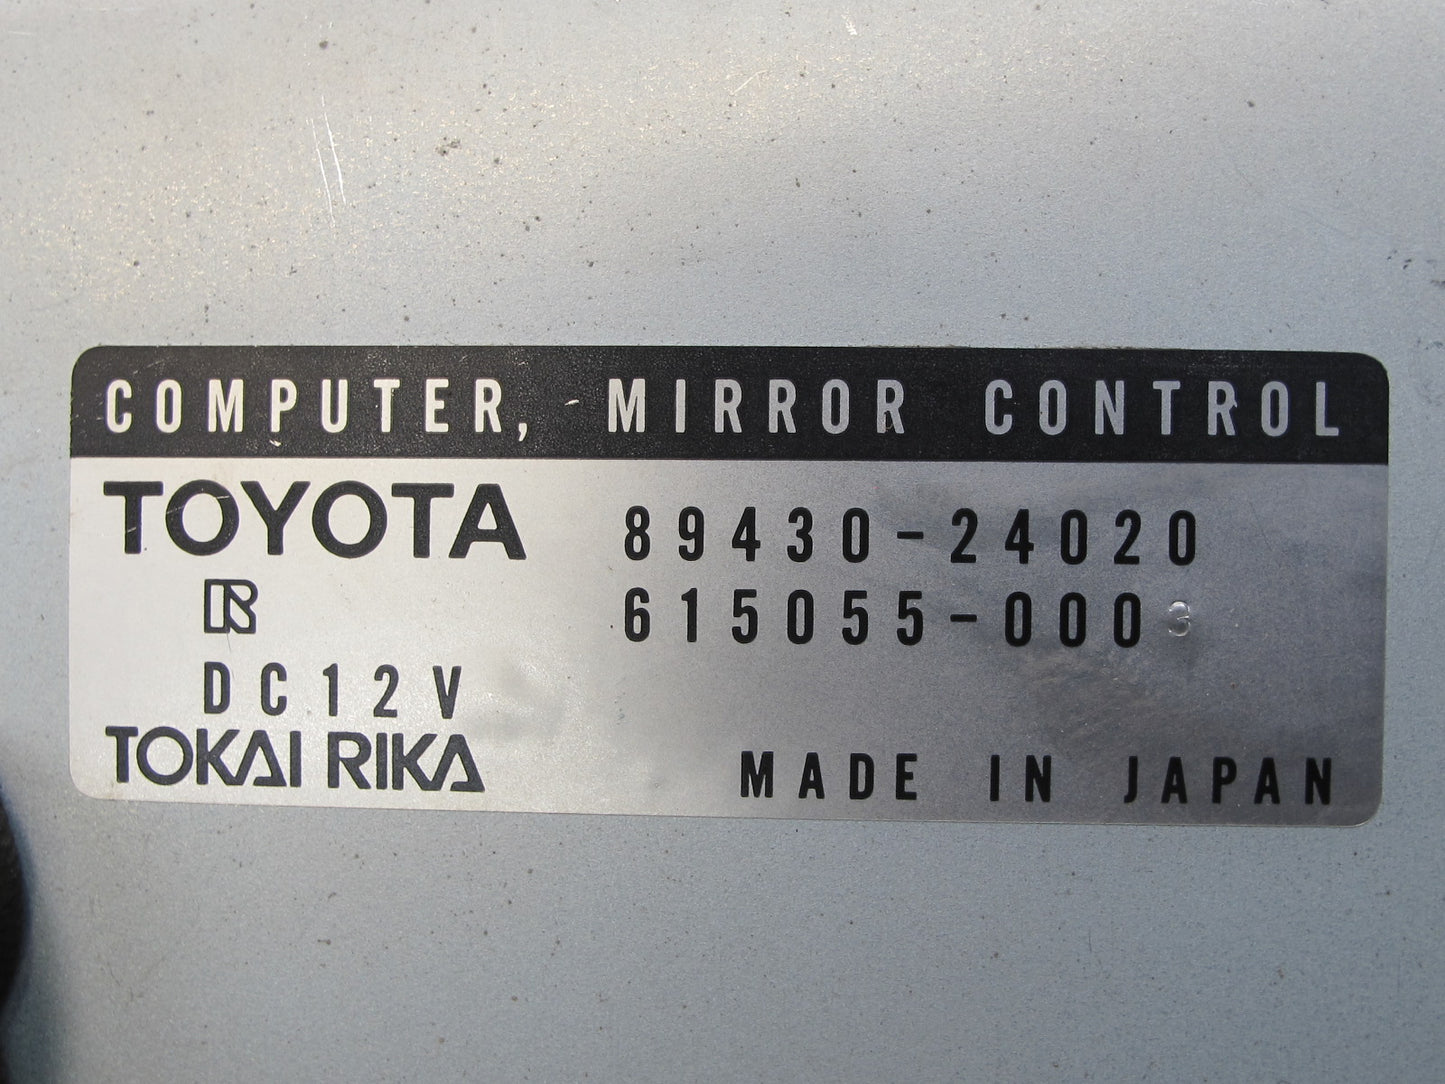 COMPUTER, MIRROR CONTROL
TOYOTA 89430-24020
R 615055-0003
DC12V
TOKAI RIKA MADE IN JAPAN